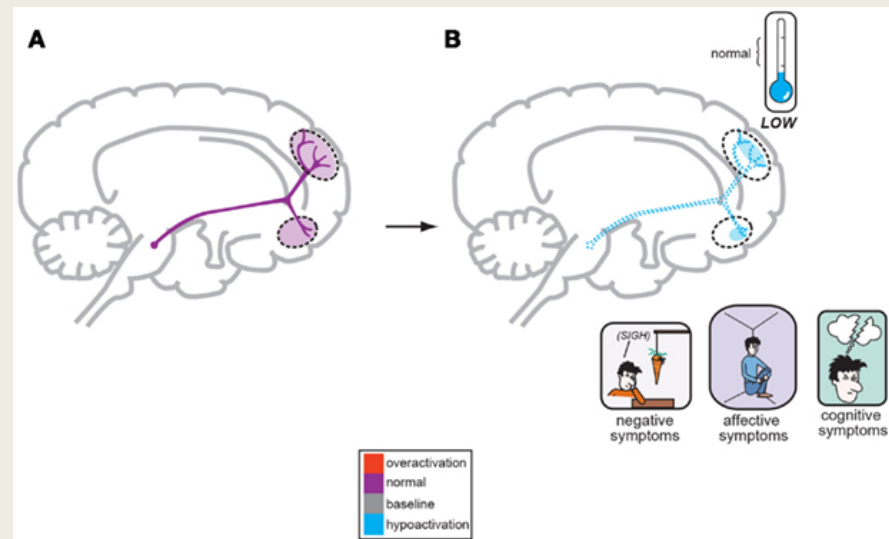 A
B
normal
LOW
(SIGH)
negative
symptoms
affective
symptoms
cognitive
symptoms
overactivation
normal
baseline
hypoactivation